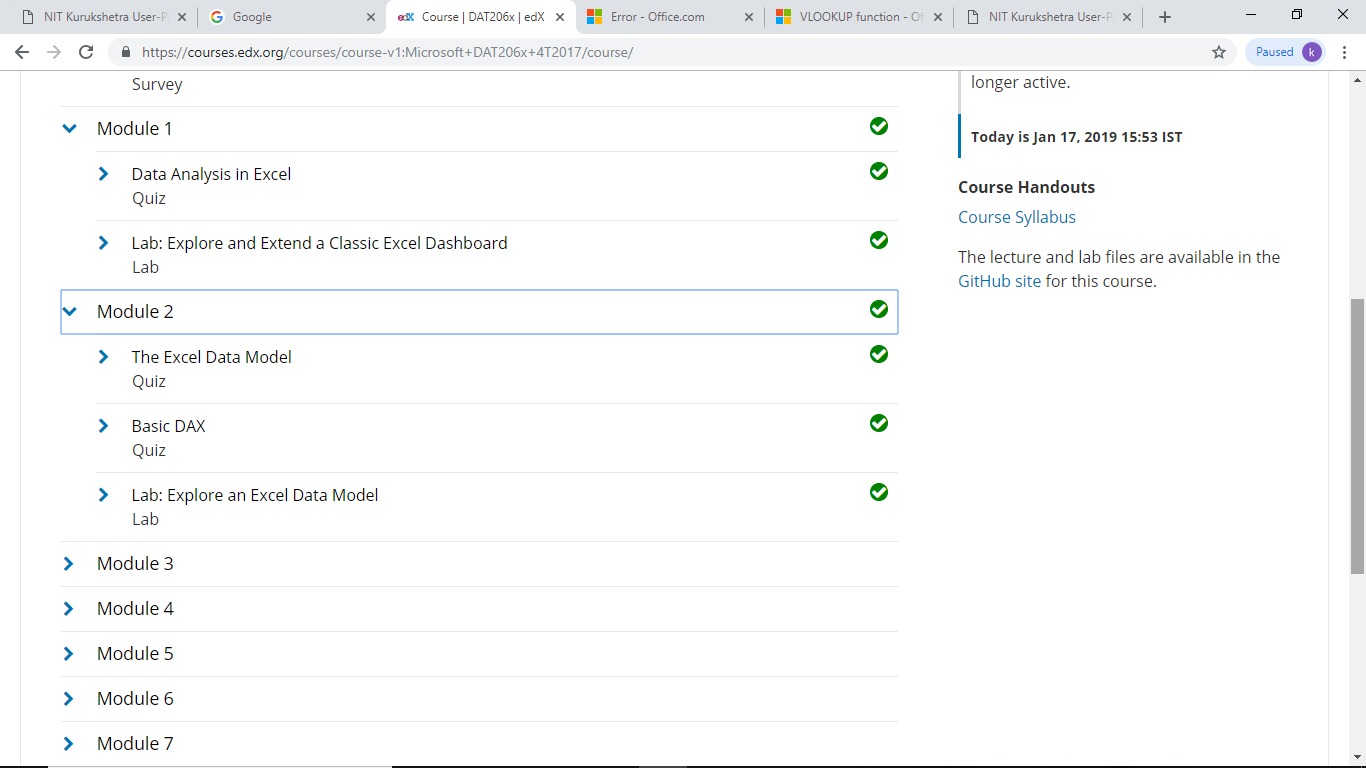 NIT Kurukshetra User-P
Google
edX Course | DAT206x | edX
Error - Office.com
VLOOKUP function - Of
NIT Kurukshetra User-P
https://courses.edx.org/courses/course-v1:Microsoft+DAT206x+4T2017/course/
Paused k
Survey
Module 1
Data Analysis in Excel
Quiz
Lab: Explore and Extend a Classic Excel Dashboard
Lab
Module 2
The Excel Data Model
Quiz
Basic DAX
Quiz
Lab: Explore an Excel Data Model
Lab
Module 3
Module 4
Module 5
Module 6
Module 7
longer active.
Today is Jan 17, 2019 15:53 IST
Course Handouts
Course Syllabus
The lecture and lab files are available in the
GitHub site for this course.